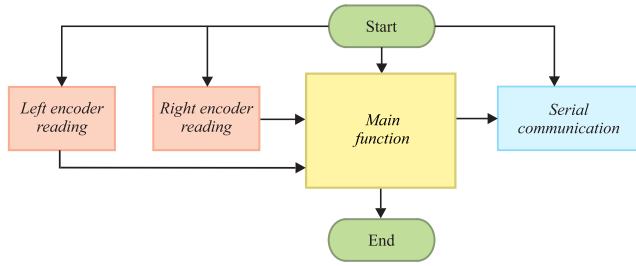 Start
Left encoder
reading
Right encoder
reading
Main
function
Serial
communication
End